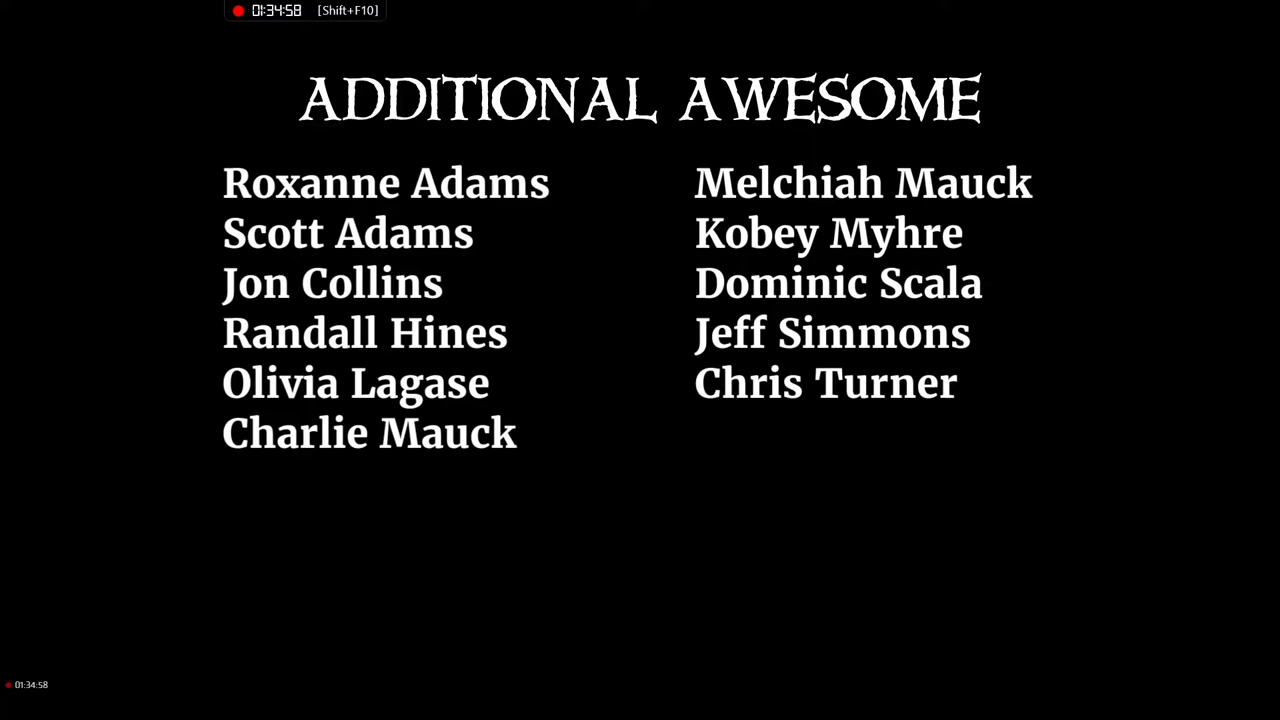 01:34:58 [Shift+F10]
ADDITIONAL AWESOME
Roxanne Adams
Scott Adams
Jon Collins
Randall Hines
Olivia Lagase
Charlie Mauck
Melchiah Mauck
Kobey Myhre
Dominic Scala
Jeff Simmons
Chris Turner
01:34:58